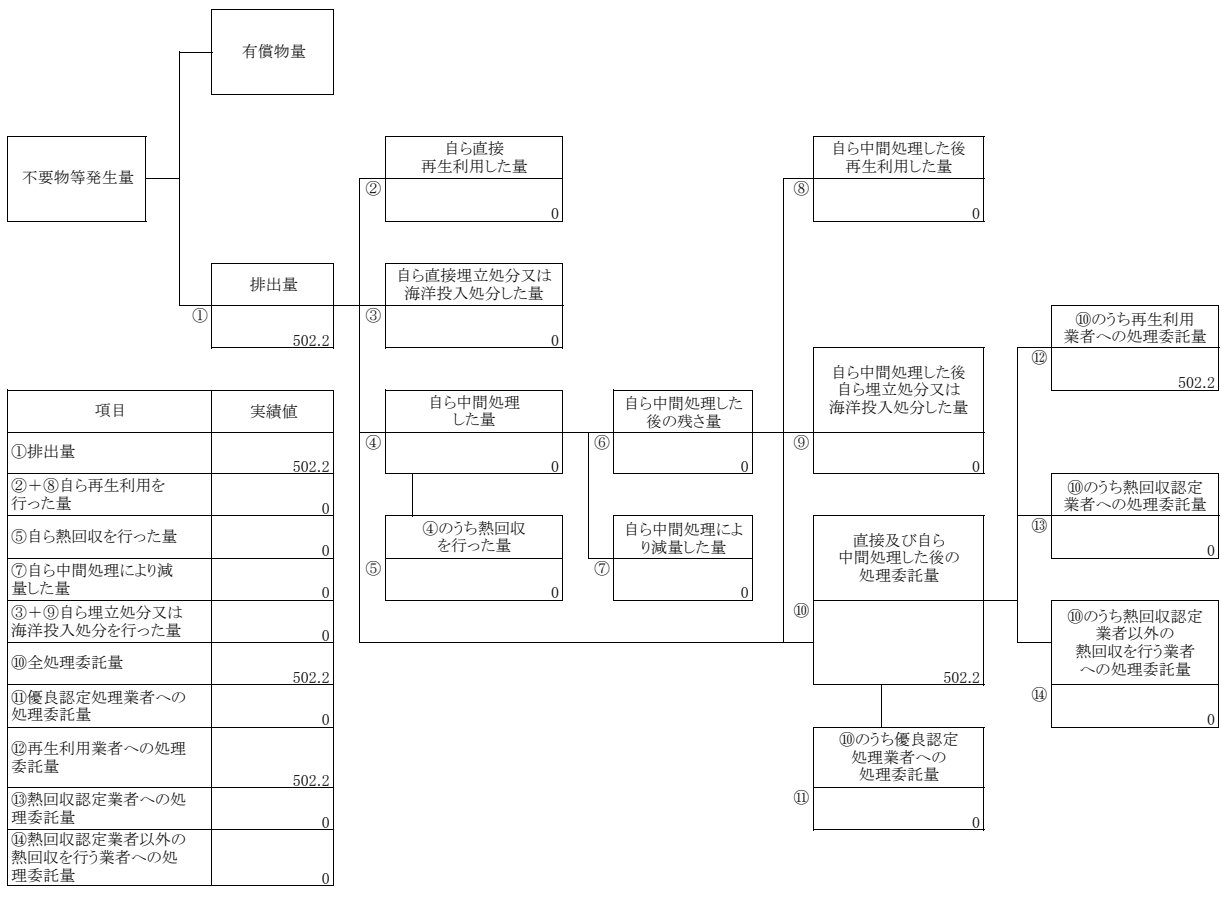 有償物量
不要物等発生量
自ら直接
再生利用した量
②
0
自ら中間処理した後
再生利用した量
⑧
0
排出量
①
502.2
自ら直接埋立処分又は
海洋投入処分した量
③
0
⑩のうち再生利用
業者への処理委託量
⑫
502.2
自ら中間処理
した量
④
0
自ら中間処理した
後の残さ量
⑥
0
自ら中間処理した後
自ら埋立処分又は
海洋投入処分した量
⑨
0
⑩のうち熱回収認定
業者への処理委託量
⑬
0
④のうち熱回収
を行った量
⑤
0
自ら中間処理によ
り減量した量
⑦
0
直接及び自ら
中間処理した後の
処理委託量
⑩
502.2
⑩のうち熱回収認定
業者以外の
熱回収を行う業者
への処理委託量
⑭
0
⑩のうち優良認定
処理業者への
処理委託量
⑪
0
項目 実績値
①排出量
502.2
②＋⑧自ら再生利用を
行った量
0
⑤自ら熱回収を行った量
0
⑦自ら中間処理により減
量した量
0
③＋⑨自ら埋立処分又は
海洋投入処分を行った量
0
⑩全処理委託量
502.2
⑪優良認定処理業者への
処理委託量
0
⑫再生利用業者への処理
委託量
502.2
⑬熱回収認定業者への処
理委託量
0
⑭熱回収認定業者以外の
熱回収を行う業者への処
理委託量
0